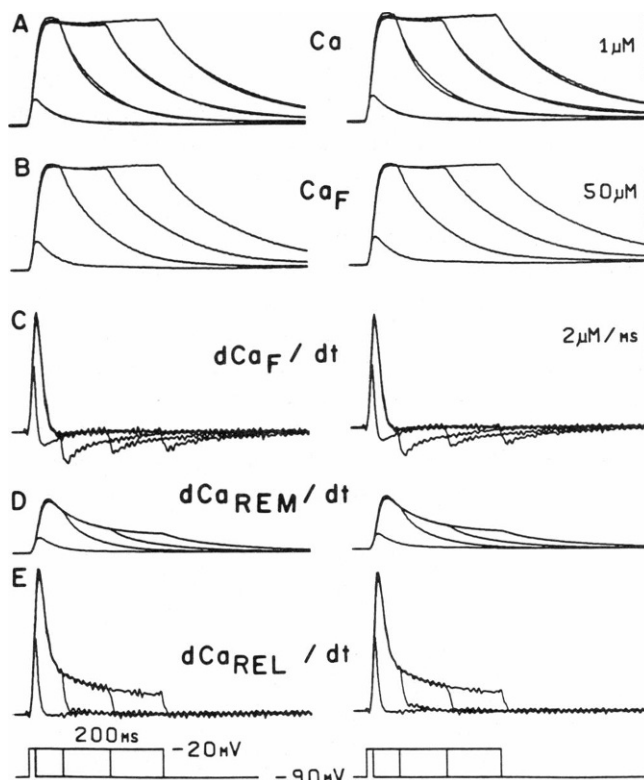 A
Ca
1μM
B
CaF
50μM
C
dCaF / dt
2μM/MS
D
dCaREM/dt
E
dCaREL / dt
200MS
-20MV
-90MV